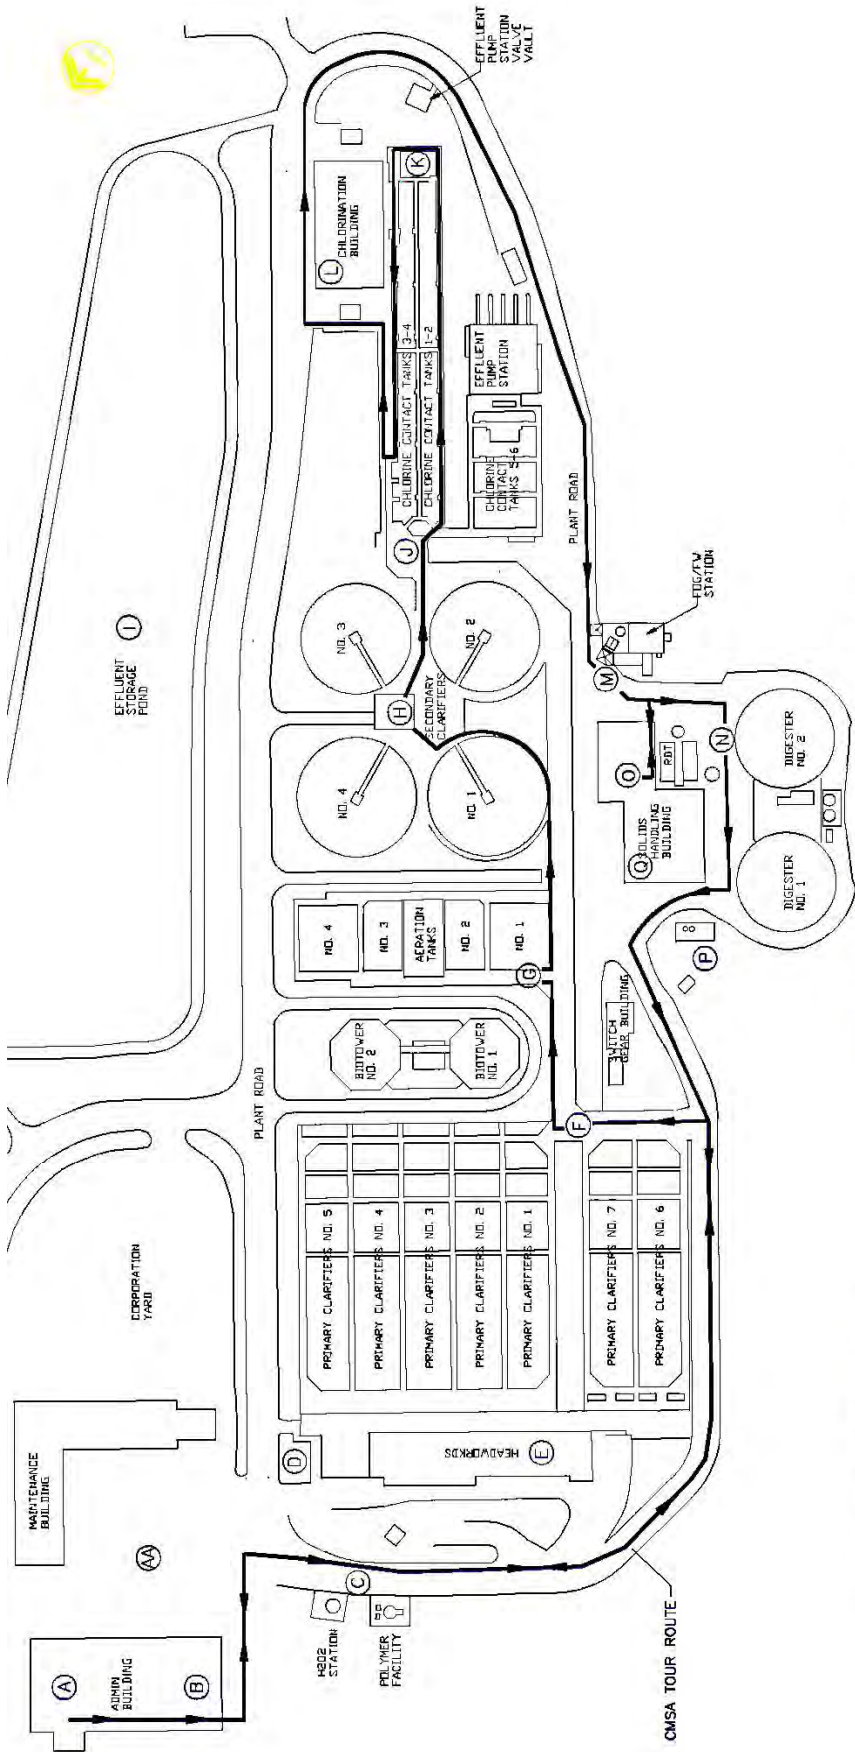 EFFLUENT
PUMP
STATION
VALVE
VAULT
K
L
CHLORINATION
BUILDING
CHLORINE CONTACT TANKS 3-4
CHLORINE CONTACT TANKS 1-2
EFFLUENT
PUMP
STATION
CHLORINE
CONTACT
TANKS 5-6
PLANT ROAD
J
I
EFFLUENT
STORAGE
POND
NO. 3
NO. 2
H
SECONDARY
CLARIFIERS
NO. 4
NO. 1
FOG/FW
STATION
M
N
O
RDT
Q
SOLIDS
HANDLING
BUILDING
DIGESTER
NO. 2
DIGESTER
NO. 1
P
8
NO. 4
NO. 3
AERATION
TANKS
NO. 2
NO. 1
G
SWITCH
GEAR BUILDING
BIOTOWER
NO. 2
BIOTOWER
NO. 1
PLANT ROAD
F
PRIMARY CLARIFIERS NO. 5
PRIMARY CLARIFIERS NO. 4
PRIMARY CLARIFIERS NO. 3
PRIMARY CLARIFIERS NO. 2
PRIMARY CLARIFIERS NO. 1
PRIMARY CLARIFIERS NO. 7
PRIMARY CLARIFIERS NO. 6
CORPORATION
YARD
D
HEADWORKDS
E
MAINTENANCE
BUILDING
AA
C
H2O2
STATION
POLYMER
FACILITY
A
ADMIN
BUILDING
B
CMSA TOUR ROUTE